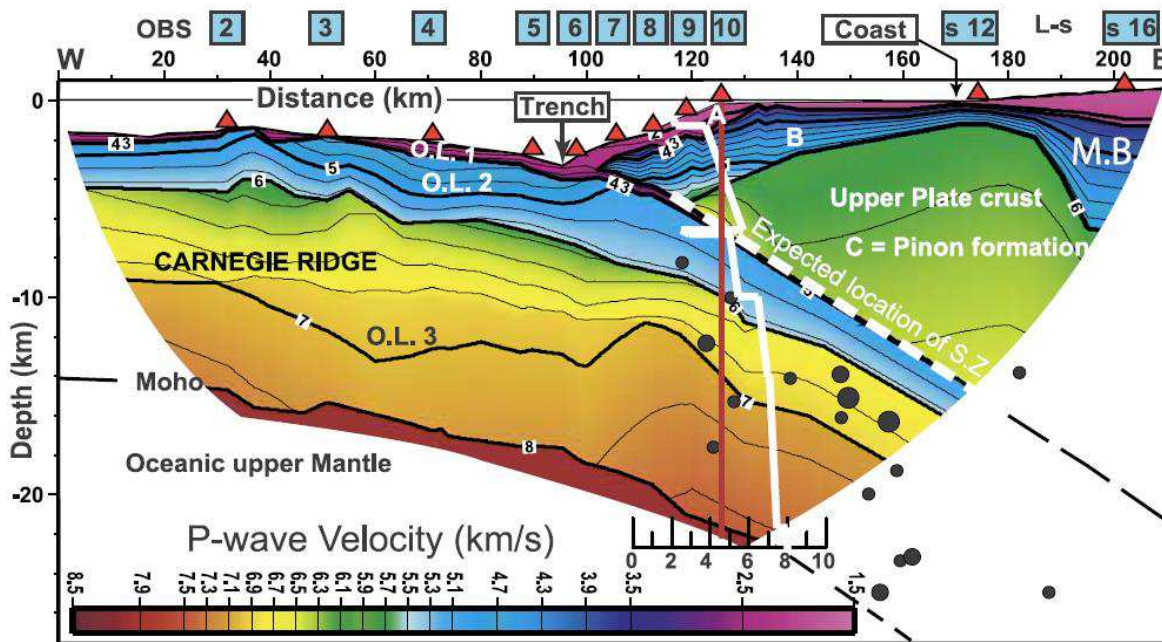 OBS 2 3 4 5 6 7 8 9 10 Coast s 12 L-s s 16
W 20 40 60 80 100 120 140 160 180 200 E
Distance (km)
Trench
0
-10
-20
Depth (km)
43
O.L. 1
O.L. 2
5
6
2
43
43
A
B
M.B.
6
Upper Plate crust
C = Pinon formation
Expected location of S.Z
5
6
CARNEGIE RIDGE
7
O.L. 3
7
Moho
8
Oceanic upper Mantle
P-wave Velocity (km/s)
0 2 4 6 8 10
8.5 7.9 7.5 7.3 7.1 6.9 6.7 6.3 6.1 5.9 5.7 5.5 5.3 5.1 4.7 4.3 3.9 3.5 2.5 1.5